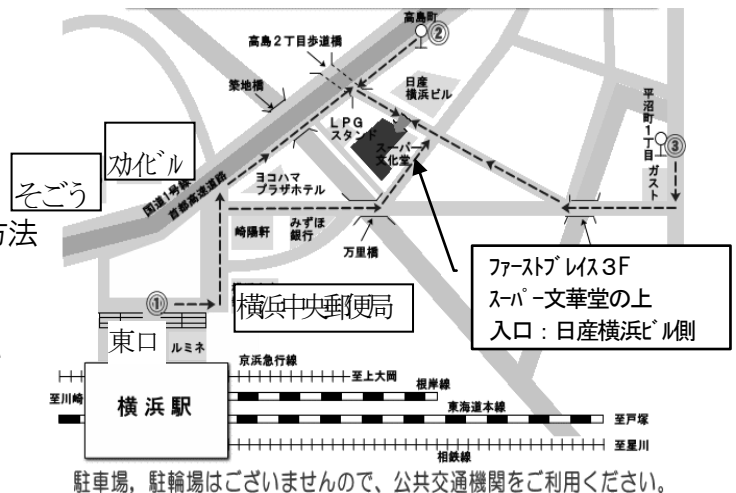 高島町
②
高島2丁目歩道橋
築地橋
日産
横浜ビル
平沼町1丁目
LPG
スタンド
スカイビル
③
スーパー
文化堂
そごう
ガスト
ヨコハマ
プラザホテル
国道1号線
首都高速道路
方法
みずほ
銀行
崎陽軒
万里橋
ファーストプレイス3F
スーパー文華堂の上
入口：日産横浜ビル側
①
横浜中央郵便局
東口
ルミネ
京浜急行線
至上大岡
根岸線
至川崎
横浜駅
東海道本線
至戸塚
至星川
相鉄線
駐車場，駐輪場はございませんので、公共交通機関をご利用ください。